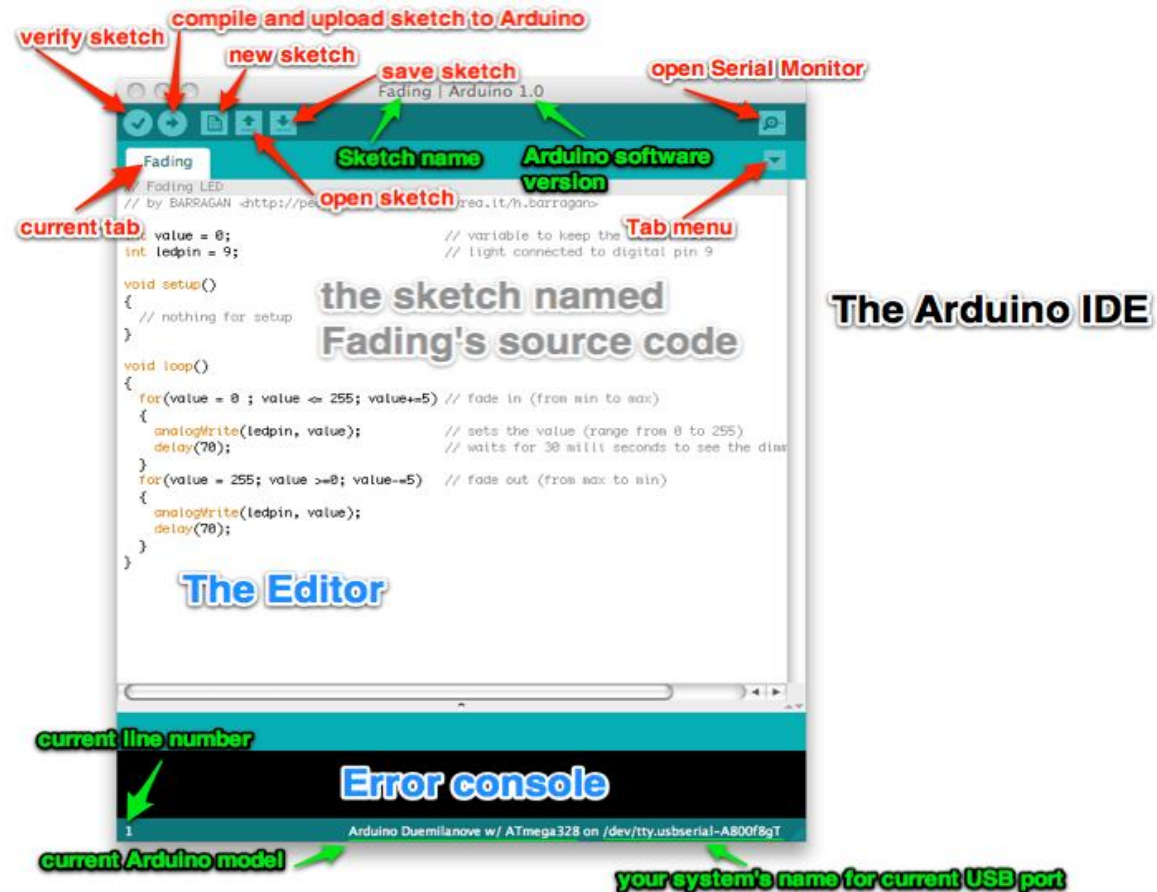 compile and upload sketch to Arduino
verify sketch
new sketch
save sketch
open Serial Monitor
Fading | Arduino 1.0
Sketch name
Arduino software
version
Fading
open sketch
current tab
Tab menu
// Fading LED
// by BARRAGAN <http://pe rea.it/h.barragan>
value = 0; // variable to keep the
int ledpin = 9; // light connected to digital pin 9
void setup()
{
// nothing for setup
}
the sketch named
Fading's source code
The Arduino IDE
void loop()
{
for(value = 0 ; value <= 255; value+=5) // fade in (from min to max)
{
analogWrite(ledpin, value); // sets the value (range from 0 to 255)
delay(70); // waits for 30 milli seconds to see the dimm
}
for(value = 255; value >=0; value-=5) // fade out (from max to min)
{
analogWrite(ledpin, value);
delay(70);
}
}
The Editor
current line number
Error console
1 Arduino Duemilanove w/ ATmega328 on /dev/tty.usbserial-A800f8gT
current Arduino model
your system's name for current USB port